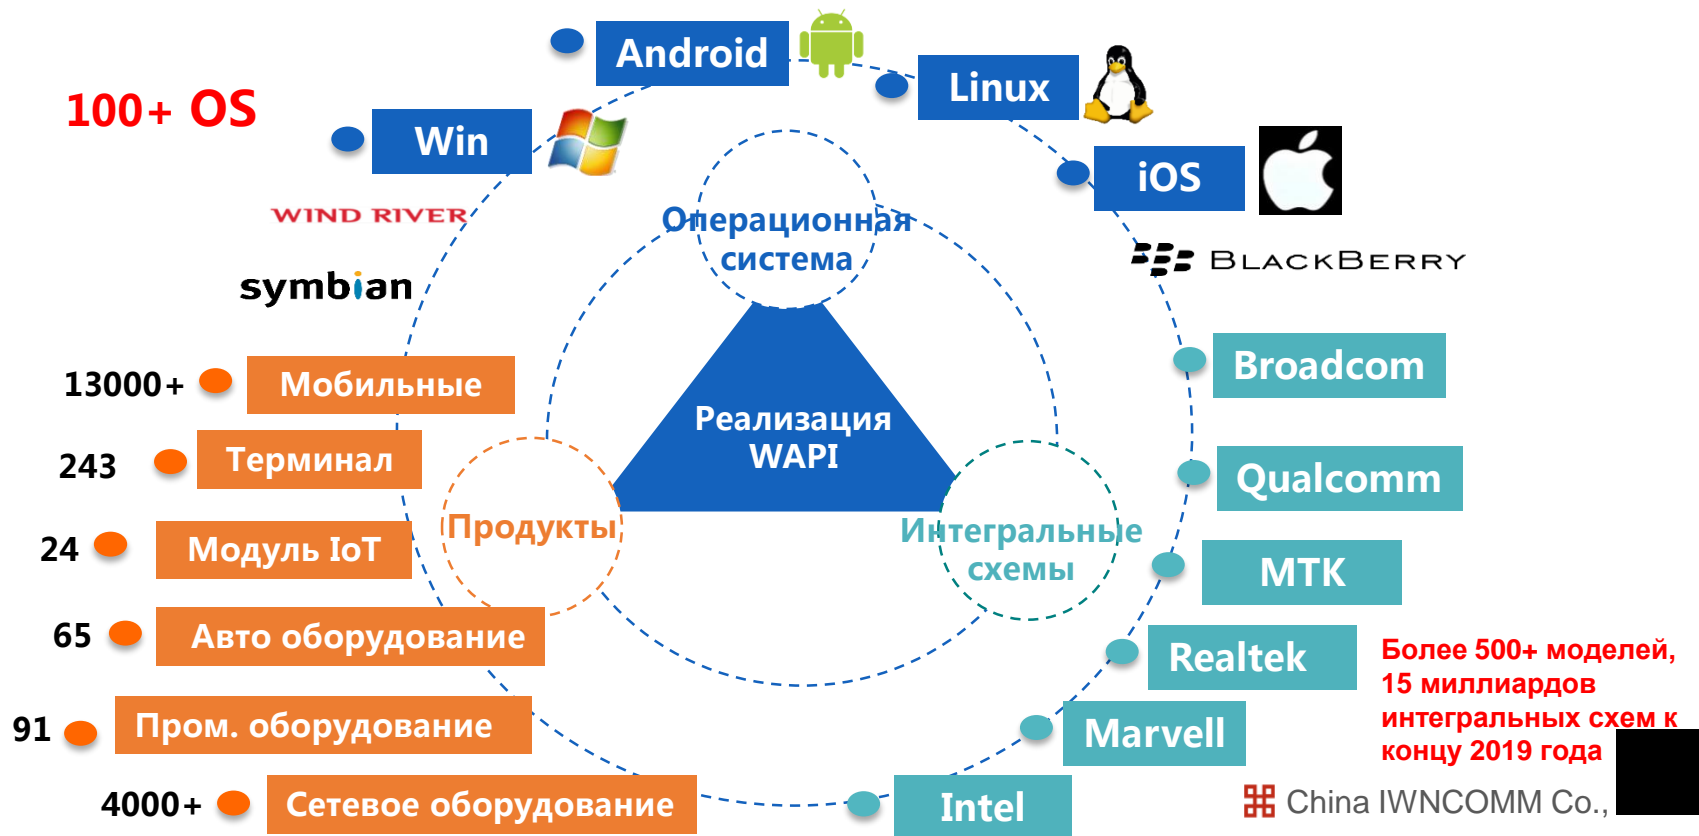 100+ OS
Android
Linux
Win
iOS
WIND RIVER
symbian
BLACKBERRY
Операционная
система
Реализация
WAPI
Продукты
Интегральные
схемы
13000+ Мобильные
243 Терминал
24 Модуль IoT
65 Авто оборудование
91 Пром. оборудование
4000+ Сетевое оборудование
Broadcom
Qualcomm
MTK
Realtek
Marvell
Intel
Более 500+ моделей,
15 миллиардов
интегральных схем к
концу 2019 года
China IWNCOMM Co.,